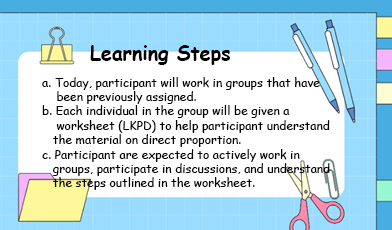 Learning Steps
a. Today, participant will work in groups that have
been previously assigned.
b. Each individual in the group will be given a
worksheet (LKPD) to help participant understand
the material on direct proportion.
c. Participant are expected to actively work in
groups, participate in discussions, and understand
the steps outlined in the worksheet.